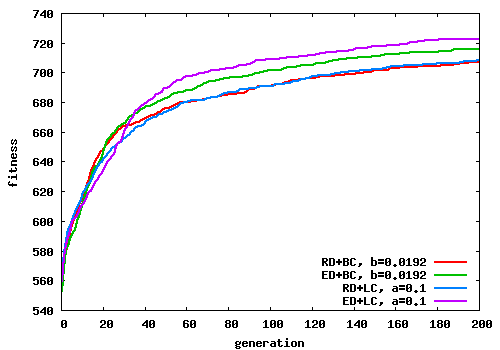 740
720
700
680
660
640
620
600
580
560
540
fitness
RD+BC, b=0.0192
ED+BC, b=0.0192
RD+LC, a=0.1
ED+LC, a=0.1
0 20 40 60 80 100 120 140 160 180 200
generation